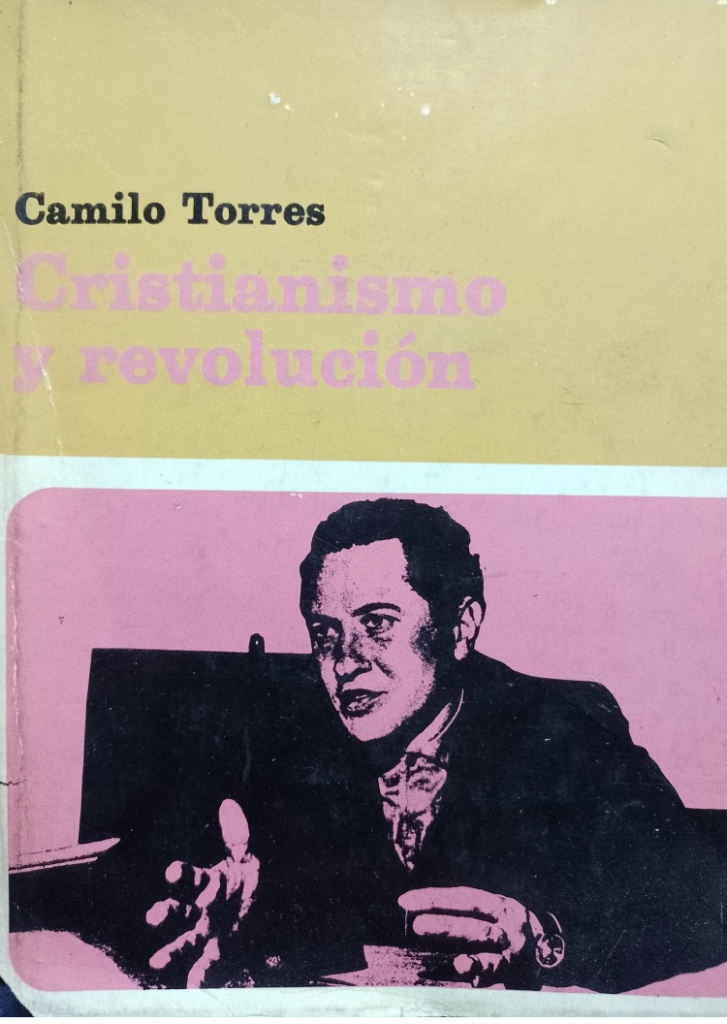 Camilo Torres
Cristianismo
y revolución